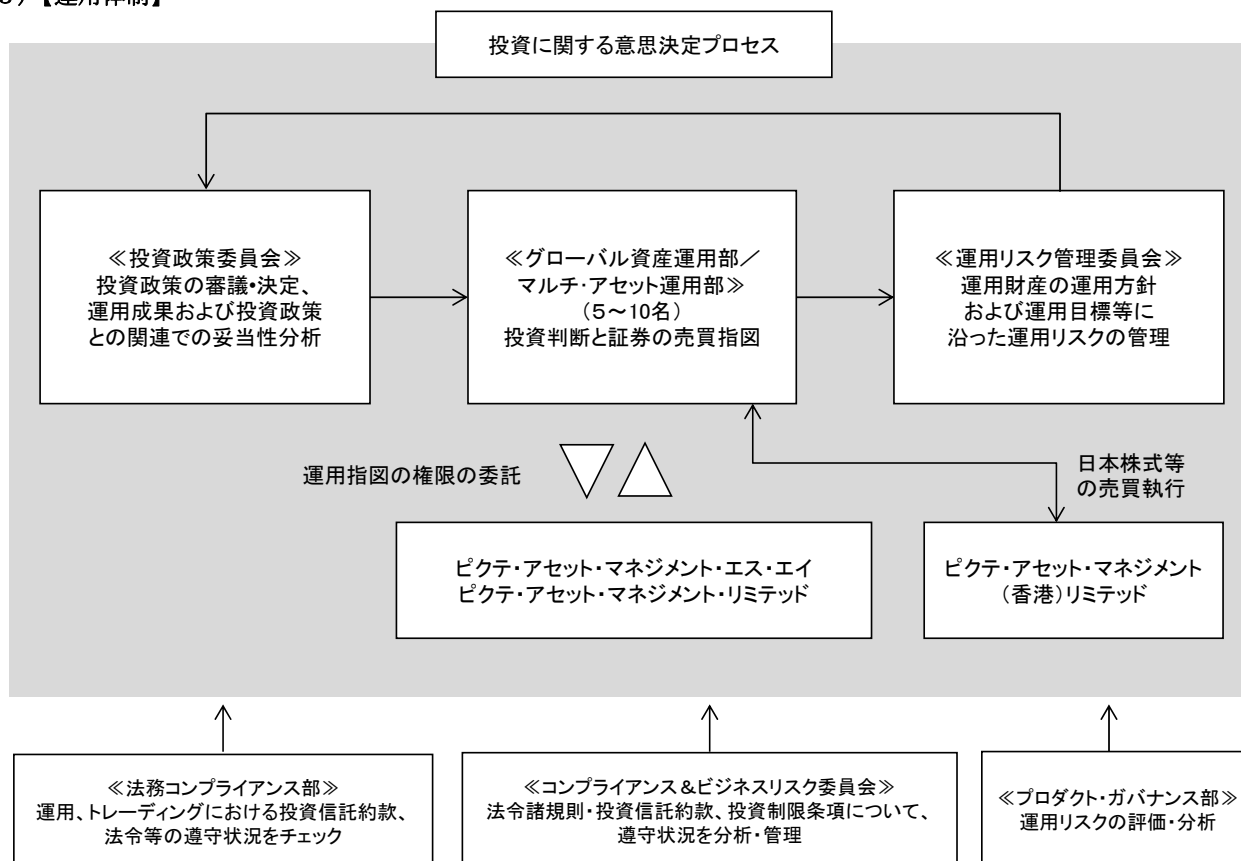 【運用体制】
投資に関する意思決定プロセス
≪投資政策委員会≫
投資政策の審議・決定、
運用成果および投資政策
との関連での妥当性分析
≪グローバル資産運用部／
マルチ・アセット運用部≫
（５～10名）
投資判断と証券の売買指図
≪運用リスク管理委員会≫
運用財産の運用方針
および運用目標等に
沿った運用リスクの管理
運用指図の権限の委託
日本株式等
の売買執行
ピクテ・アセット・マネジメント・エス・エイ
ピクテ・アセット・マネジメント・リミテッド
ピクテ・アセット・マネジメント
（香港）リミテッド
≪法務コンプライアンス部≫
運用、トレーディングにおける投資信託約款、
法令等の遵守状況をチェック
≪コンプライアンス＆ビジネスリスク委員会≫
法令諸規則・投資信託約款、投資制限条項について、
遵守状況を分析・管理
≪プロダクト・ガバナンス部≫
運用リスクの評価・分析